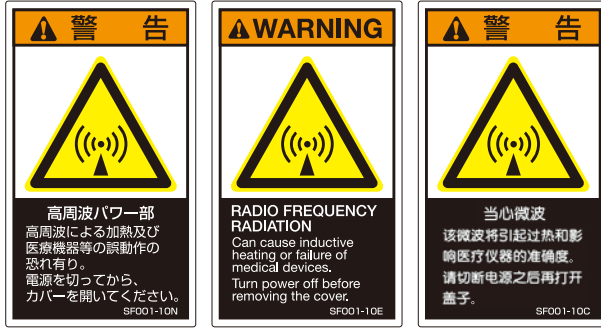 警 告
高周波パワー部
高周波による加熱及び
医療機器等の誤動作の
恐れ有り。
電源を切ってから、
カバーを開いてください。
SF001-10N
WARNING
RADIO FREQUENCY
RADIATION
Can cause inductive
heating or failure of
medical devices.
Turn power off before
removing the cover.
SF001-10E
警 告
当心微波
该微波将引起过热和影
响医疗仪器的准确度。
请切断电源之后再打开
盖子。
SF001-10C